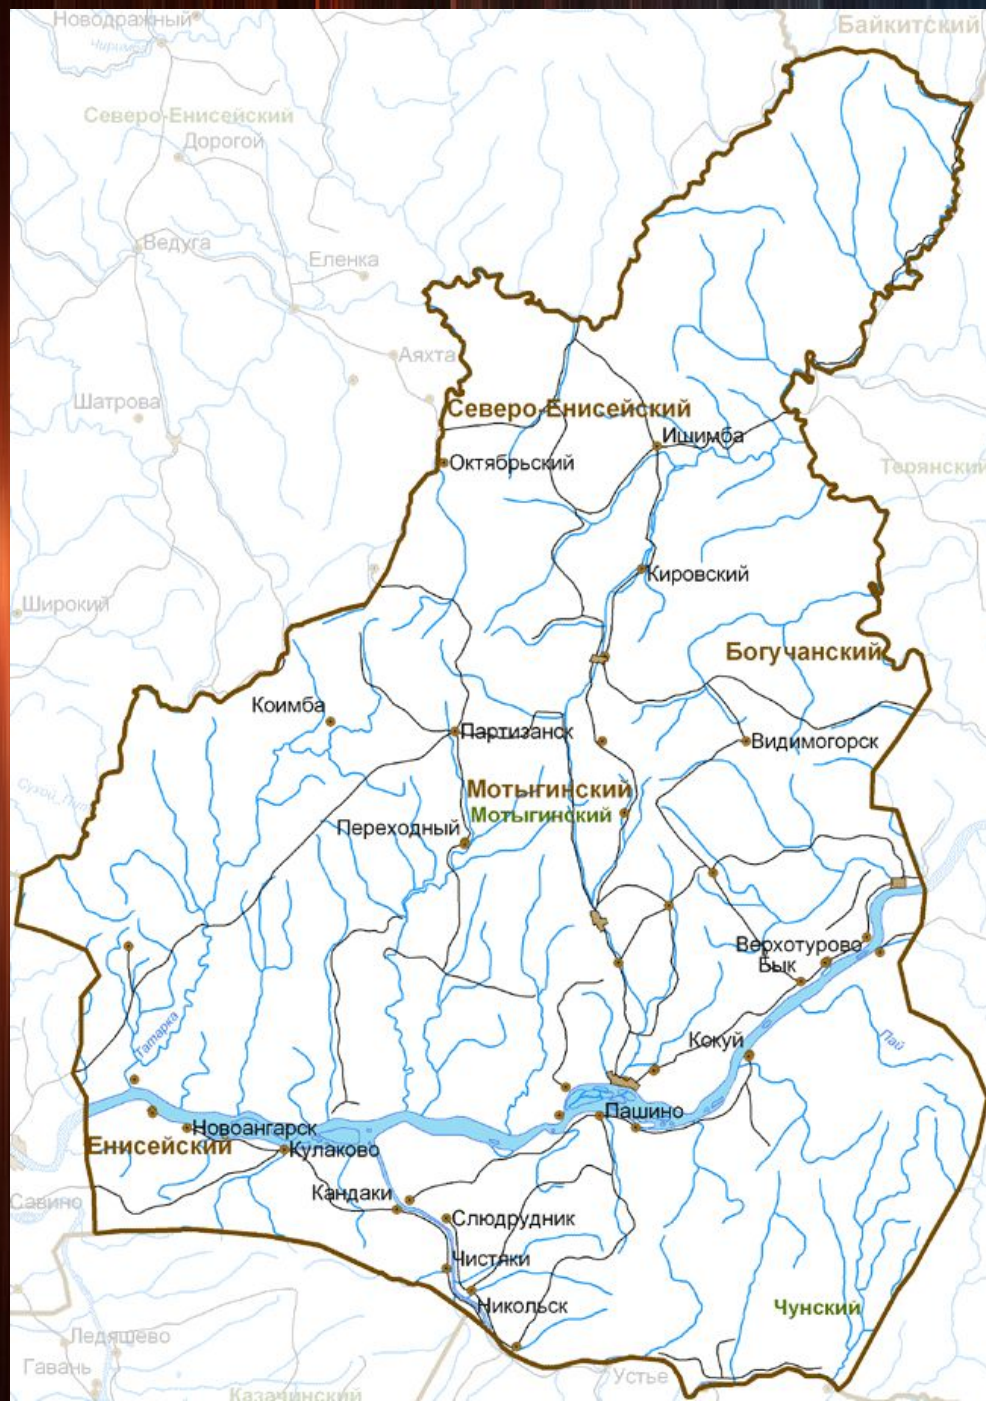 Новодражный
Байкитский
Северо-Енисейский
Дорогой
Ведуга
Еленка
Аяхта
Шатрова
Северо-Енисейский
Ишимба
Октябрьский
Терянский
Кировский
Широкий
Богучанский
Коимба
Партизанск
Видимогорск
Мотыгинский
Мотыгинский
Переходный
Верхотурово
Бык
Татарка
Пай
Кокуй
Пашино
Новоангарск
Енисейский
Кулаково
Кандаки
Савино
Слюдрудник
Чистяки
Никольск
Чунский
Ледяшево
Гавань
Устье
Казачинский